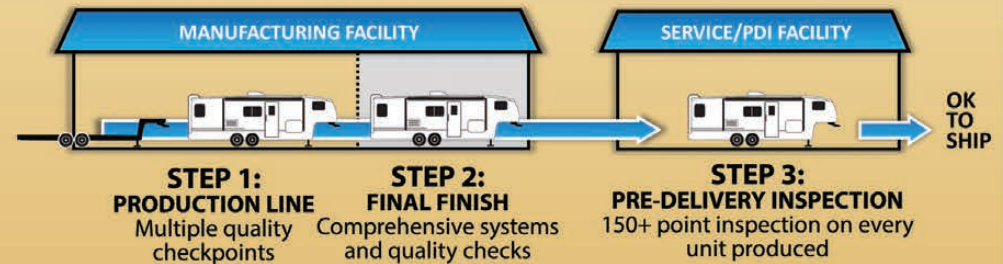 MANUFACTURING FACILITY
SERVICE/PDI FACILITY
OK
TO
SHIP
STEP 1:
PRODUCTION LINE
Multiple quality
checkpoints
STEP 2:
FINAL FINISH
Comprehensive systems
and quality checks
STEP 3:
PRE-DELIVERY INSPECTION
150+ point inspection on every
unit produced